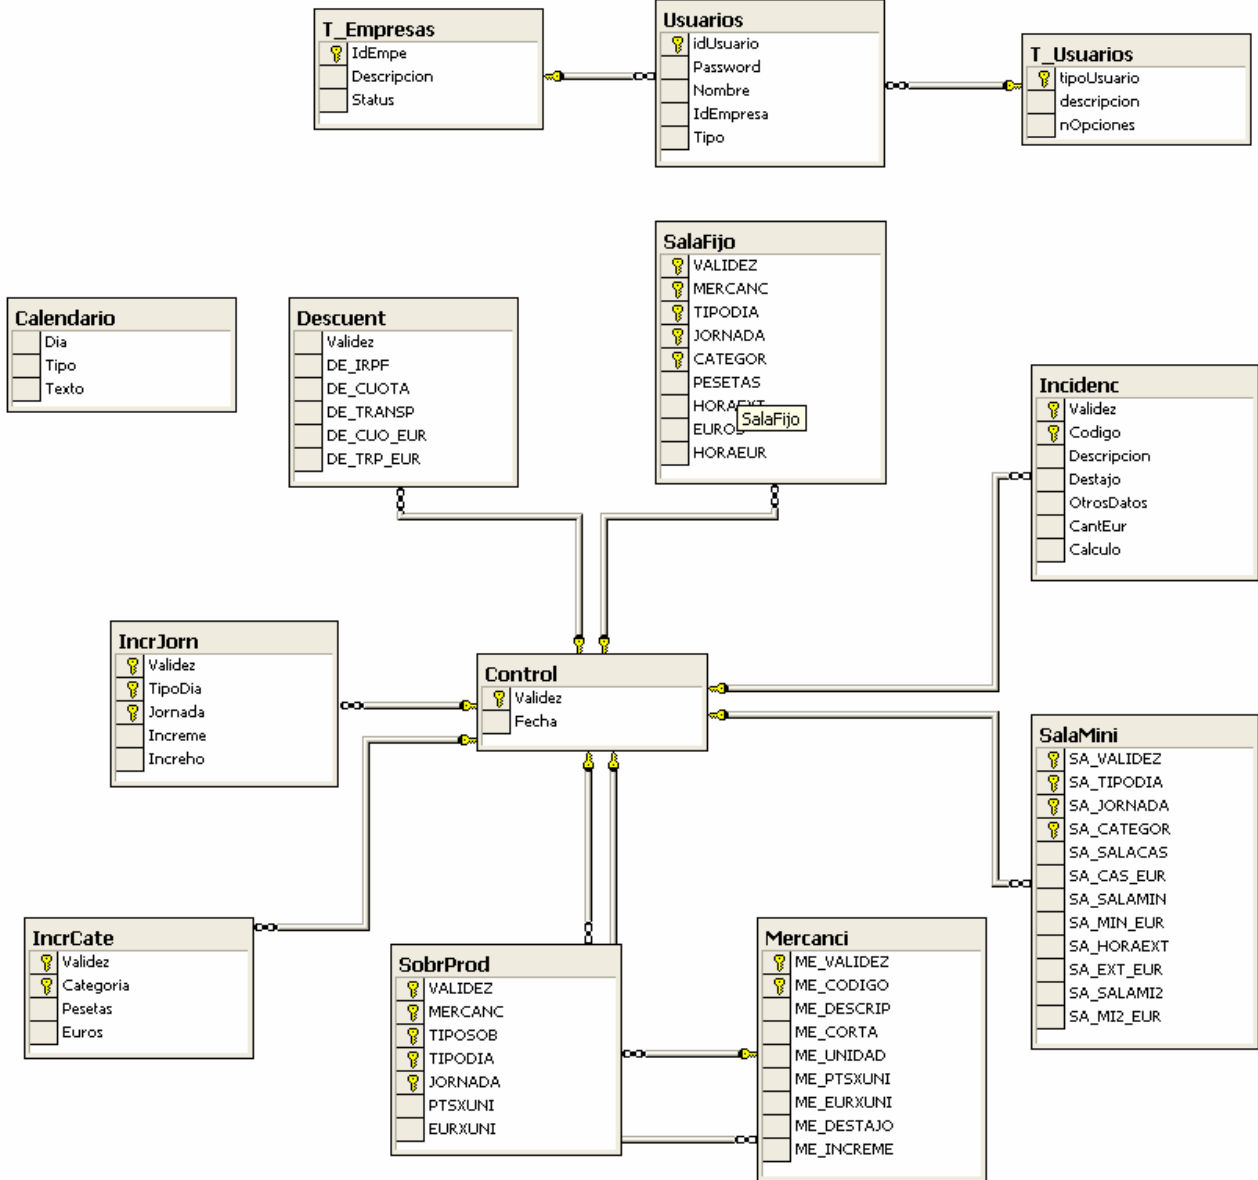 T_Empresas
IdEmpe
Descripcion
Status
Usuarios
idUsuario
Password
Nombre
IdEmpresa
Tipo
T_Usuarios
tipoUsuario
descripcion
nOpciones
Calendario
Dia
Tipo
Texto
Descuent
Validez
DE_IRPF
DE_CUOTA
DE_TRANSP
DE_CUO_EUR
DE_TRP_EUR
SalaFijo
VALIDEZ
MERCANC
TIPODIA
JORNADA
CATEGOR
PESETAS
HORAEXT
SalaFijo
EUROS
HORAEUR
Incidenc
Validez
Codigo
Descripcion
Destajo
OtrosDatos
CantEur
Calculo
IncrJorn
Validez
TipoDia
Jornada
Increme
Increho
Control
Validez
Fecha
SalaMini
SA_VALIDEZ
SA_TIPODIA
SA_JORNADA
SA_CATEGOR
SA_SALACAS
SA_CAS_EUR
SA_SALAMIN
SA_MIN_EUR
SA_HORAEXT
SA_EXT_EUR
SA_SALAMI2
SA_MI2_EUR
IncrCate
Validez
Categoria
Pesetas
Euros
SobrProd
VALIDEZ
MERCANC
TIPOSOB
TIPODIA
JORNADA
PTSXUNI
EURXUNI
Mercanci
ME_VALIDEZ
ME_CODIGO
ME_DESCRIP
ME_CORTA
ME_UNIDAD
ME_PTSXUNI
ME_EURXUNI
ME_DESTAJO
ME_INCREME